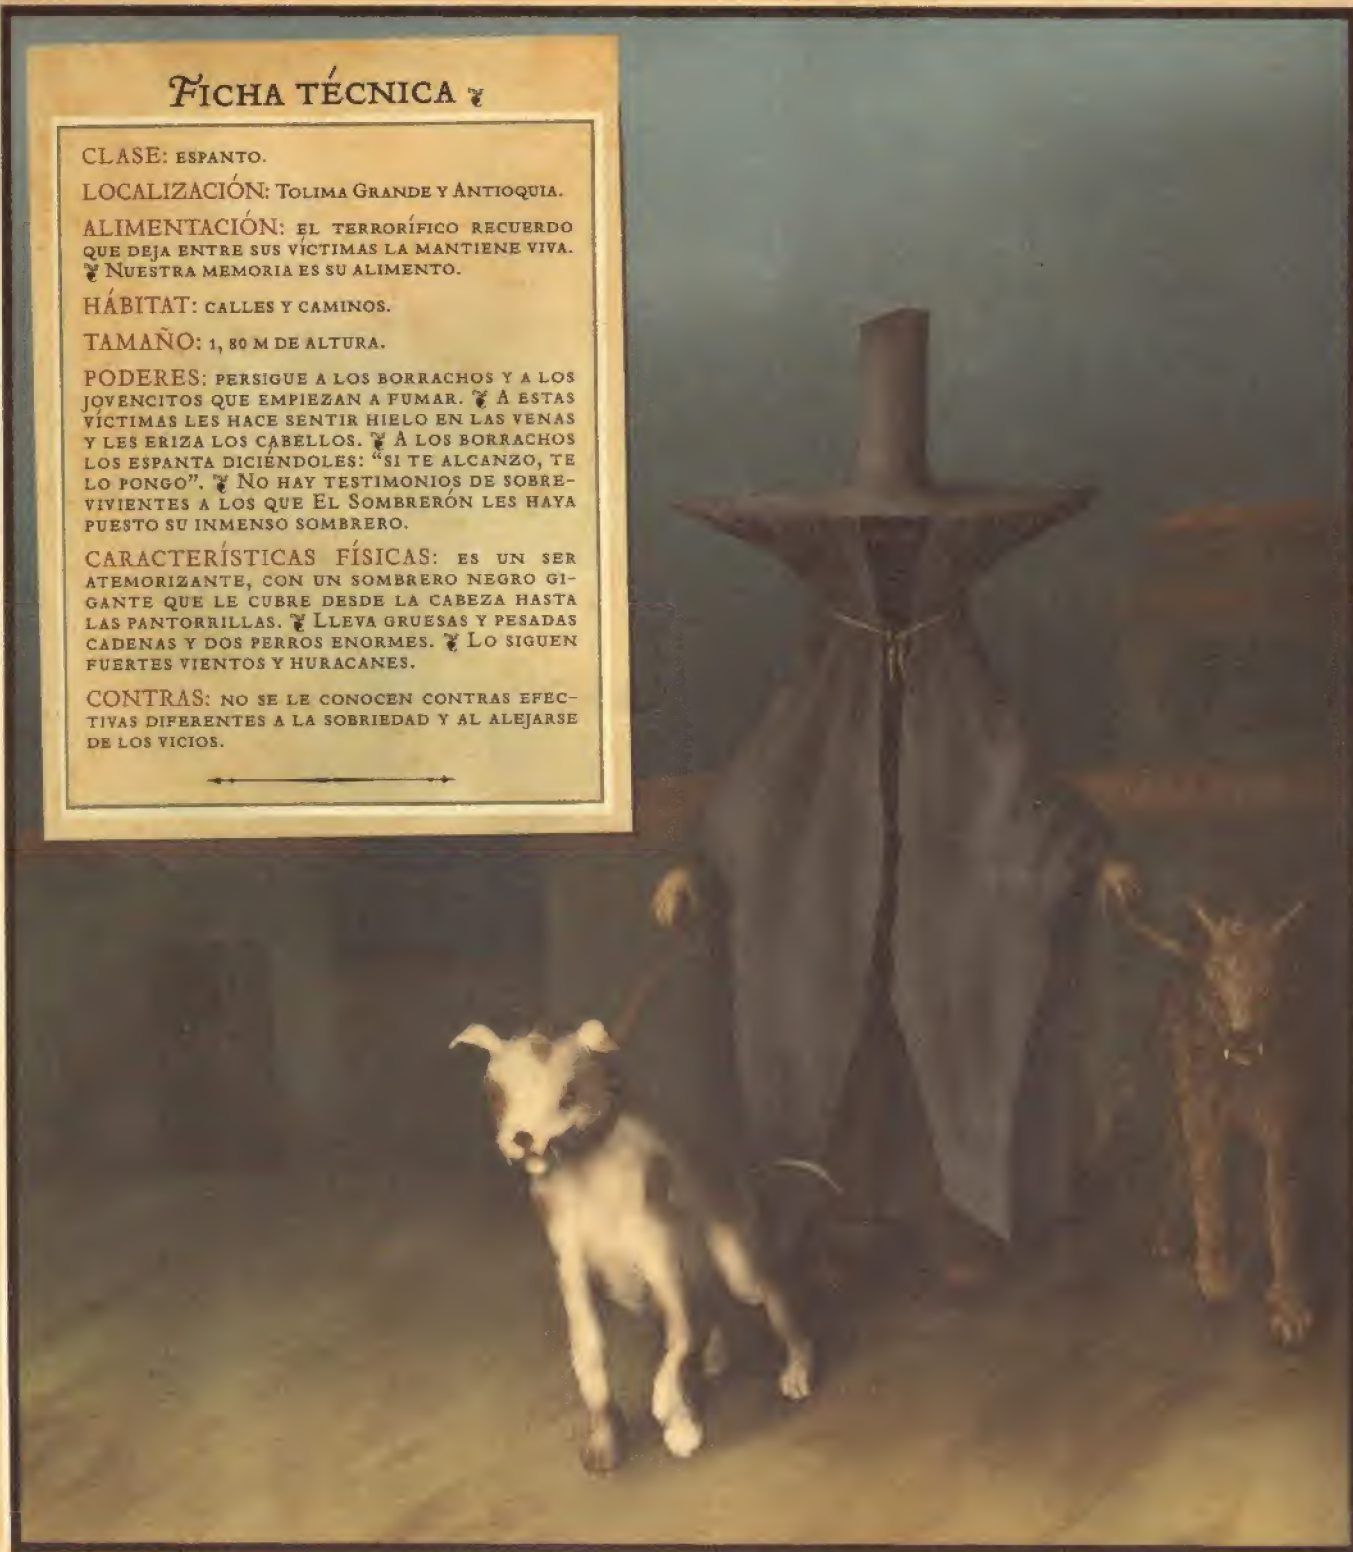 FICHA TÉCNICA
CLASE: ESPANTO.
LOCALIZACIÓN: TOLIMA GRANDE Y ANTIOQUIA.
ALIMENTACIÓN: EL TERRORÍFICO RECUERDO
QUE DEJA ENTRE SUS VÍCTIMAS LA MANTIENE VIVA.
NUESTRA MEMORIA ES SU ALIMENTO.
HÁBITAT: CALLES Y CAMINOS.
TAMAÑO: 1, 80 M DE ALTURA.
PODERES: PERSIGUE A LOS BORRACHOS Y A LOS
JOVENCITOS QUE EMPIEZAN A FUMAR. A ESTAS
VÍCTIMAS LES HACE SENTIR HIELO EN LAS VENAS
Y LES ERIZA LOS CABELLOS. A LOS BORRACHOS
LOS ESPANTA DICIÉNDOLES: “SI TE ALCANZO, TE
LO PONGO”. NO HAY TESTIMONIOS DE SOBRE-
VIVIENTES A LOS QUE EL SOMBRERÓN LES HAYA
PUESTO SU INMENSO SOMBRERO.
CARACTERÍSTICAS FÍSICAS: ES UN SER
ATEMORIZANTE, CON UN SOMBRERO NEGRO GI-
GANTE QUE LE CUBRE DESDE LA CABEZA HASTA
LAS PANTORRILLAS. LLEVA GRUESAS Y PESADAS
CADENAS Y DOS PERROS ENORMES. LO SIGUEN
FUERTES VIENTOS Y HURACANES.
CONTRAS: NO SE LE CONOCEN CONTRAS EFEC-
TIVAS DIFERENTES A LA SOBRIEDAD Y AL ALEJARSE
DE LOS VICIOS.